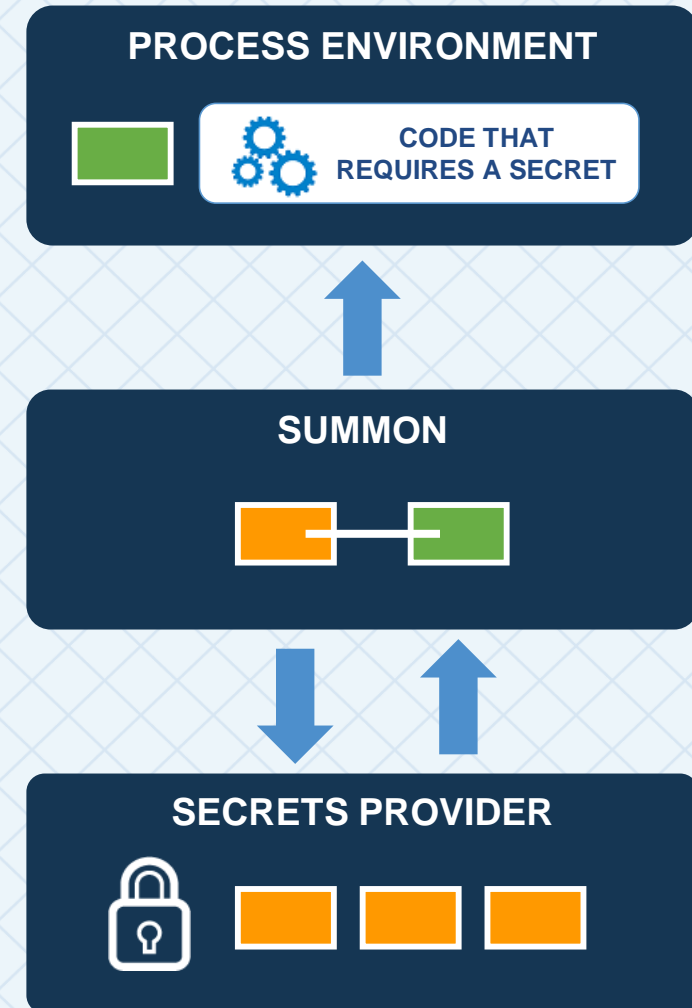 PROCESS ENVIRONMENT
CODE THAT
REQUIRES A SECRET
SUMMON
SECRETS PROVIDER